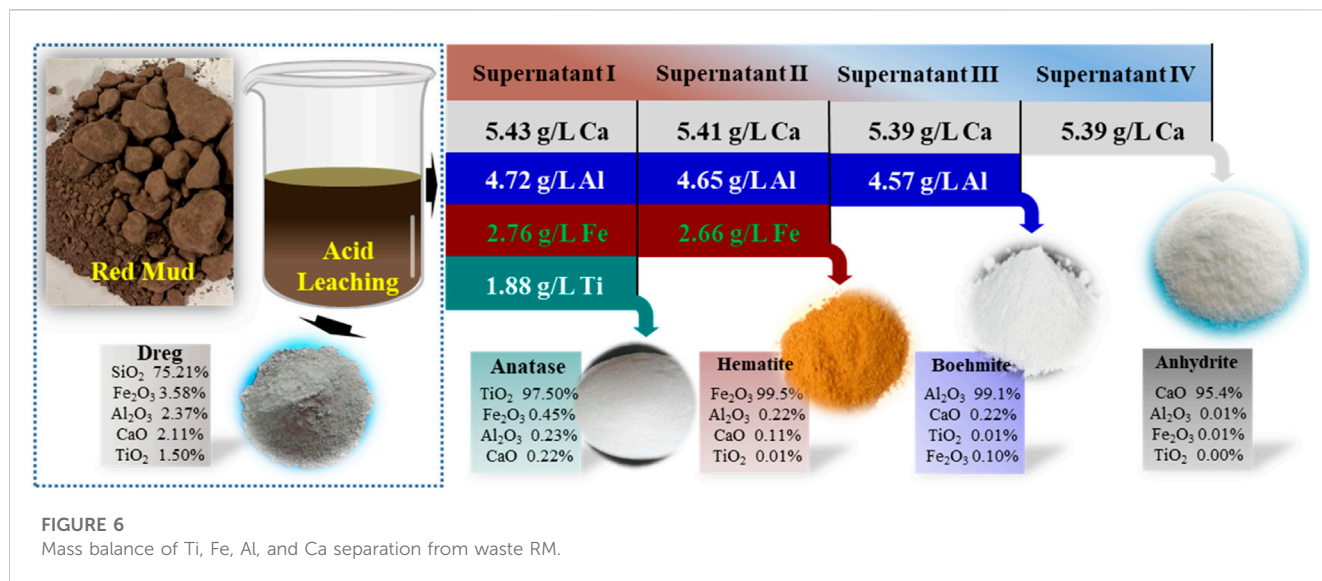 Supernatant I Supernatant II Supernatant III Supernatant IV
5.43 g/L Ca 5.41 g/L Ca 5.39 g/L Ca 5.39 g/L Ca
4.72 g/L Al 4.65 g/L Al 4.57 g/L Al
2.76 g/L Fe 2.66 g/L Fe
1.88 g/L Ti
Red Mud
Acid
Leaching
Dreg
SiO₂ 75.21%
Fe₂O₃ 3.58%
Al₂O₃ 2.37%
CaO 2.11%
TiO₂ 1.50%
Anatase
TiO₂ 97.50%
Fe₂O₃ 0.45%
Al₂O₃ 0.23%
CaO 0.22%
Hematite
Fe₂O₃ 99.5%
Al₂O₃ 0.22%
CaO 0.11%
TiO₂ 0.01%
Boehmite
Al₂O₃ 99.1%
CaO 0.22%
TiO₂ 0.01%
Fe₂O₃ 0.10%
Anhydrite
CaO 95.4%
Al₂O₃ 0.01%
Fe₂O₃ 0.01%
TiO₂ 0.00%
FIGURE 6
Mass balance of Ti, Fe, Al, and Ca separation from waste RM.